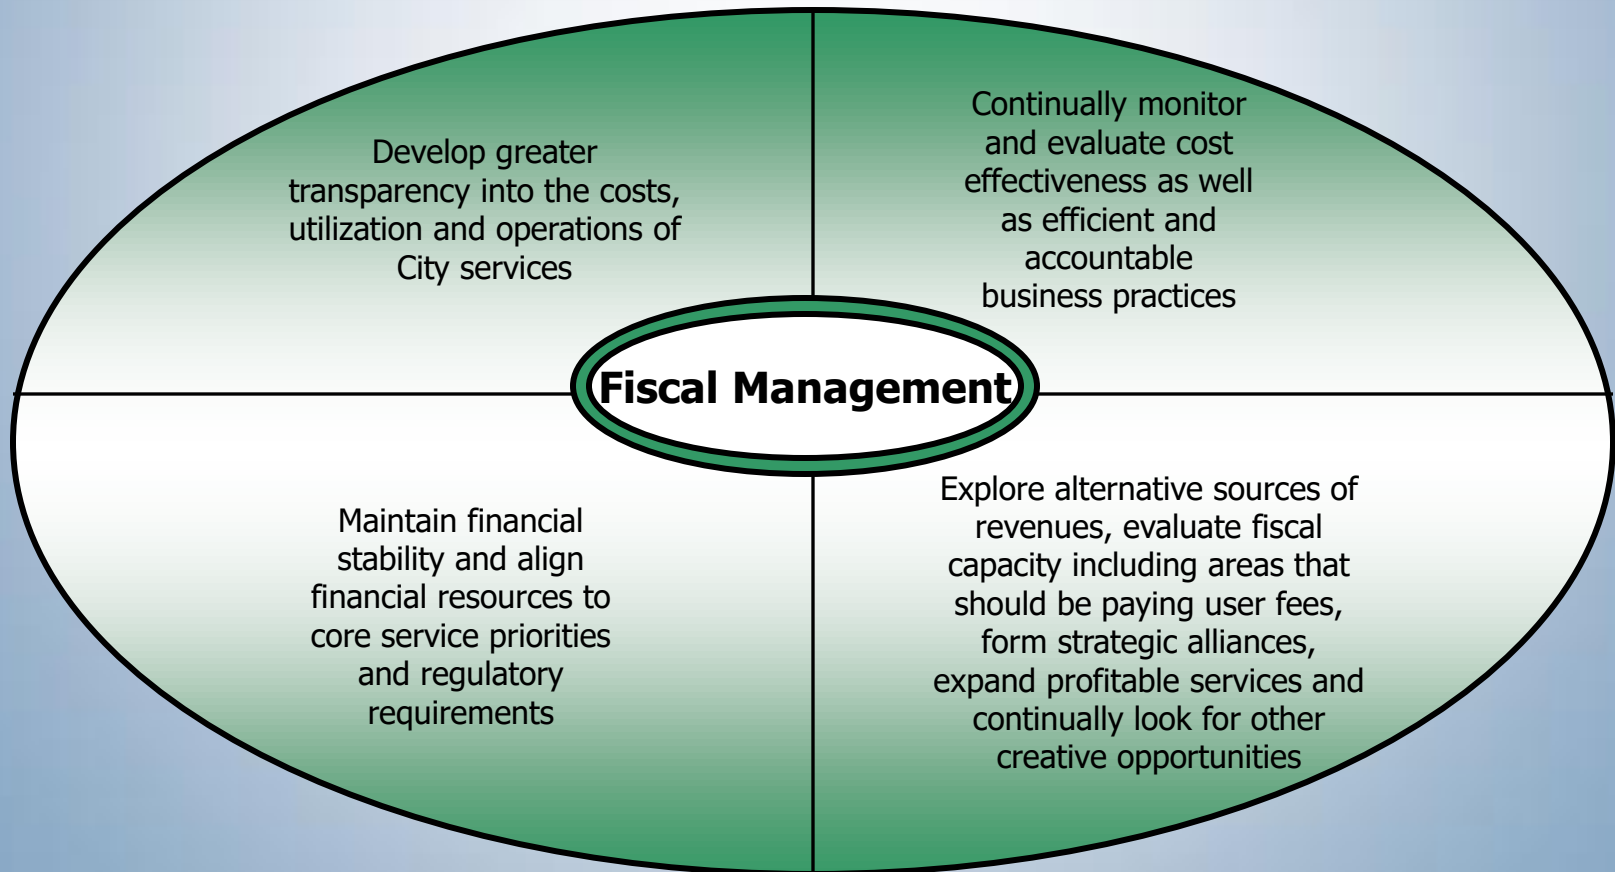 Develop greater
transparency into the costs,
utilization and operations of
City services
Continually monitor
and evaluate cost
effectiveness as well
as efficient and
accountable
business practices
Fiscal Management
Maintain financial
stability and align
financial resources to
core service priorities
and regulatory
requirements
Explore alternative sources of
revenues, evaluate fiscal
capacity including areas that
should be paying user fees,
form strategic alliances,
expand profitable services and
continually look for other
creative opportunities